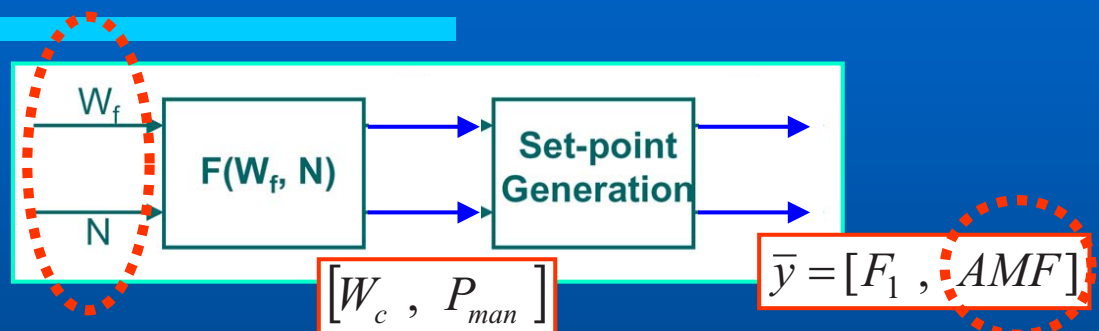 W_f
N
F(W_f, N)
Set-point
Generation
[W_c , P_man ]
y̅ = [F_1 , AMF]